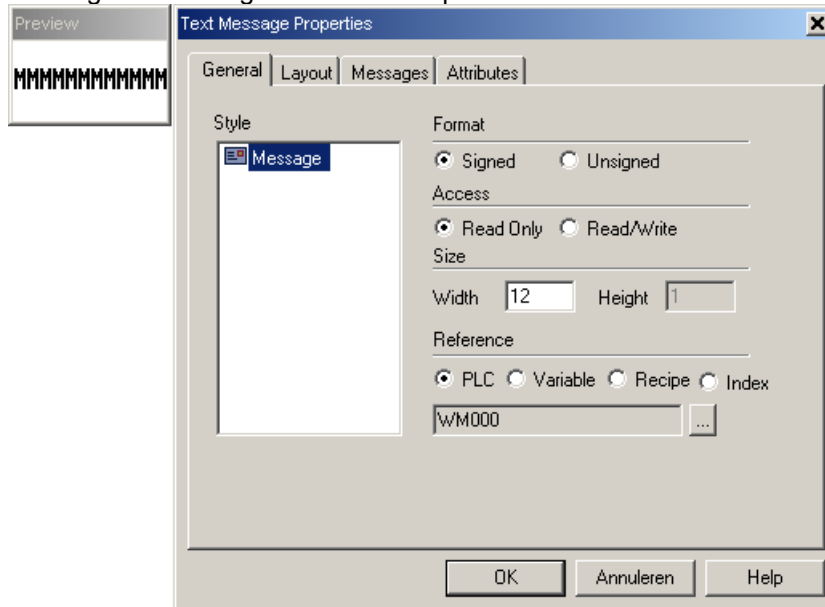 Preview
MMMMMMMMMMMM
Text Message Properties
General Layout Messages Attributes
Style
Message
Format
Signed Unsigned
Access
Read Only Read/Write
Size
Width 12 Height 1
Reference
PLC Variable Recipe Index
WM000 ...
OK Annuleren Help